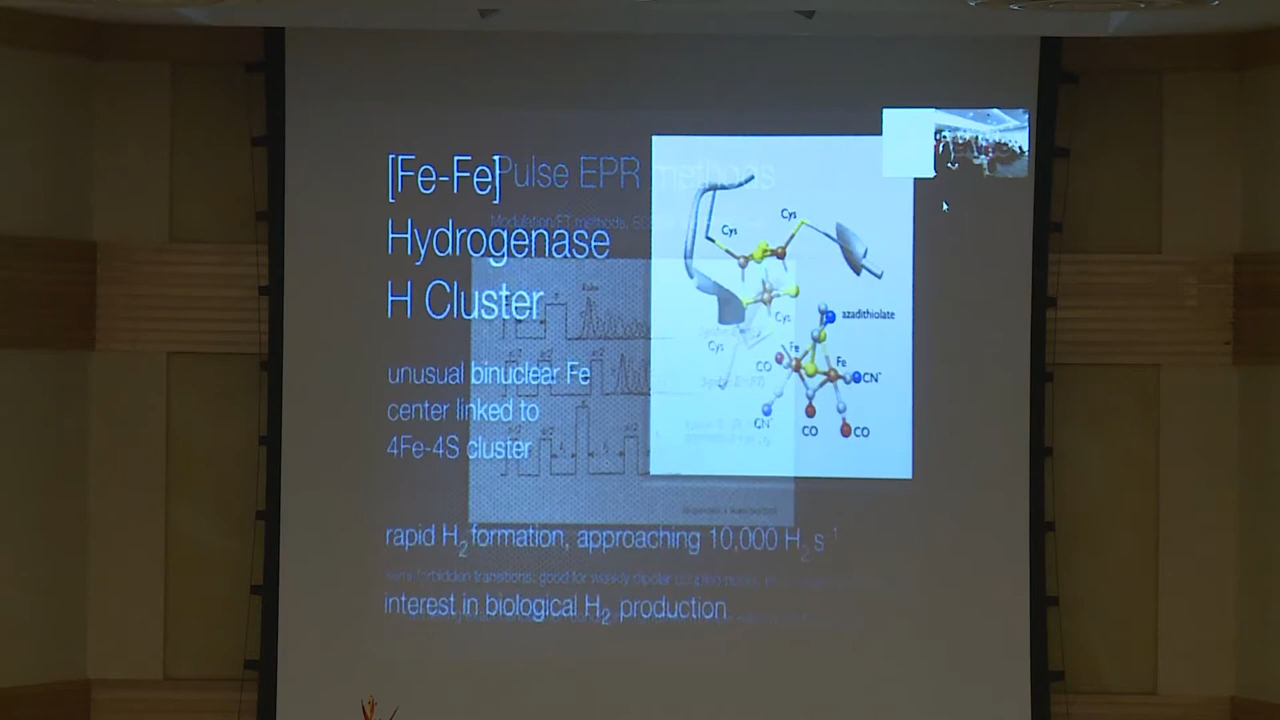 [Fe-Fe]
Hydrogenase
H Cluster
Pulse EPR methods
unusual binuclear Fe
center linked to
4Fe-4S cluster
Cys
Cys
Cys
Cys
azadithiolate
Fe
Fe
CO
CN⁻
CN⁻
CO
CO
rapid H₂ formation, approaching 10,000 H₂ s⁻¹
interest in biological H₂ production